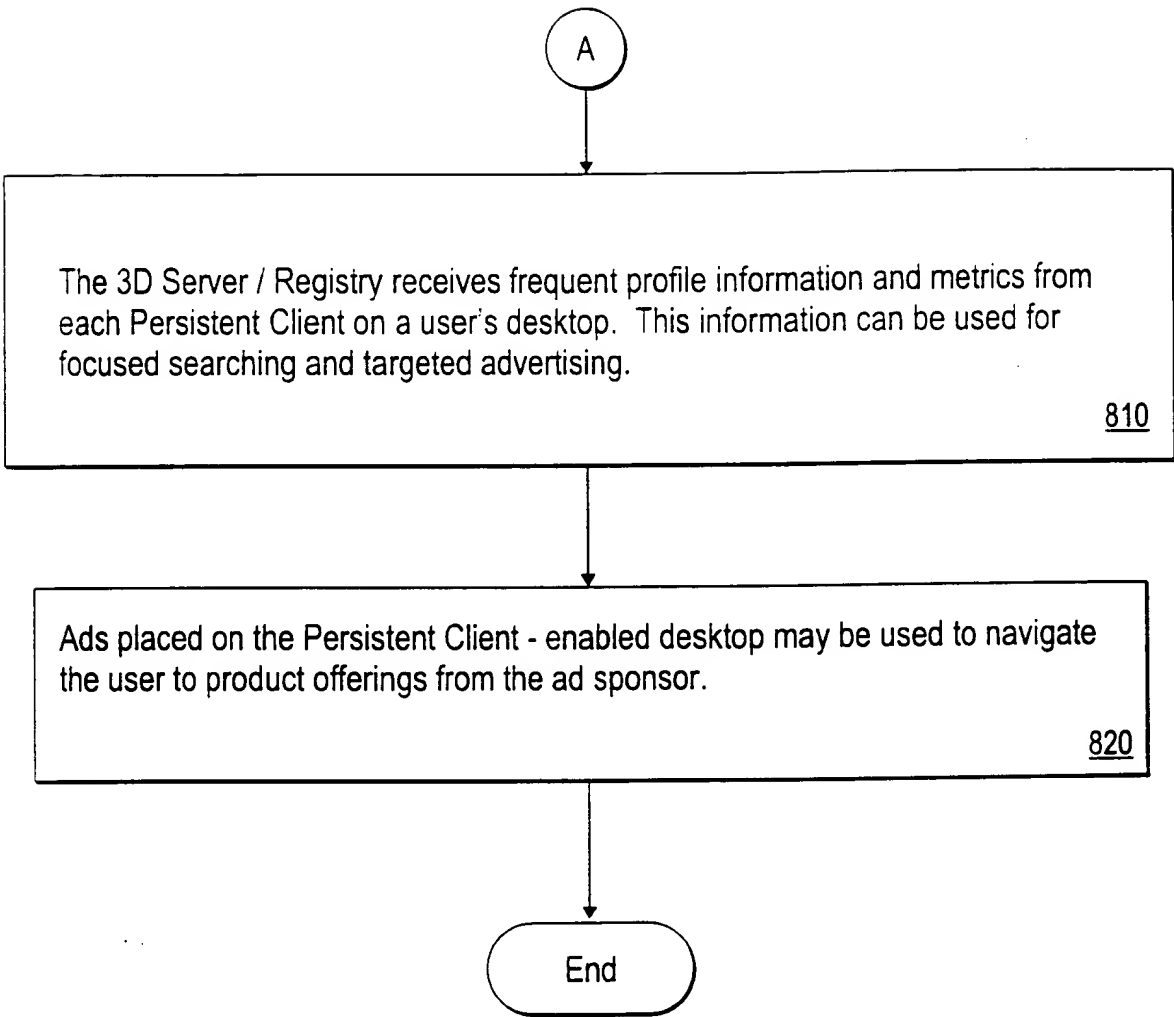 A
The 3D Server / Registry receives frequent profile information and metrics from
each Persistent Client on a user's desktop. This information can be used for
focused searching and targeted advertising.
810
Ads placed on the Persistent Client - enabled desktop may be used to navigate
the user to product offerings from the ad sponsor.
820
End